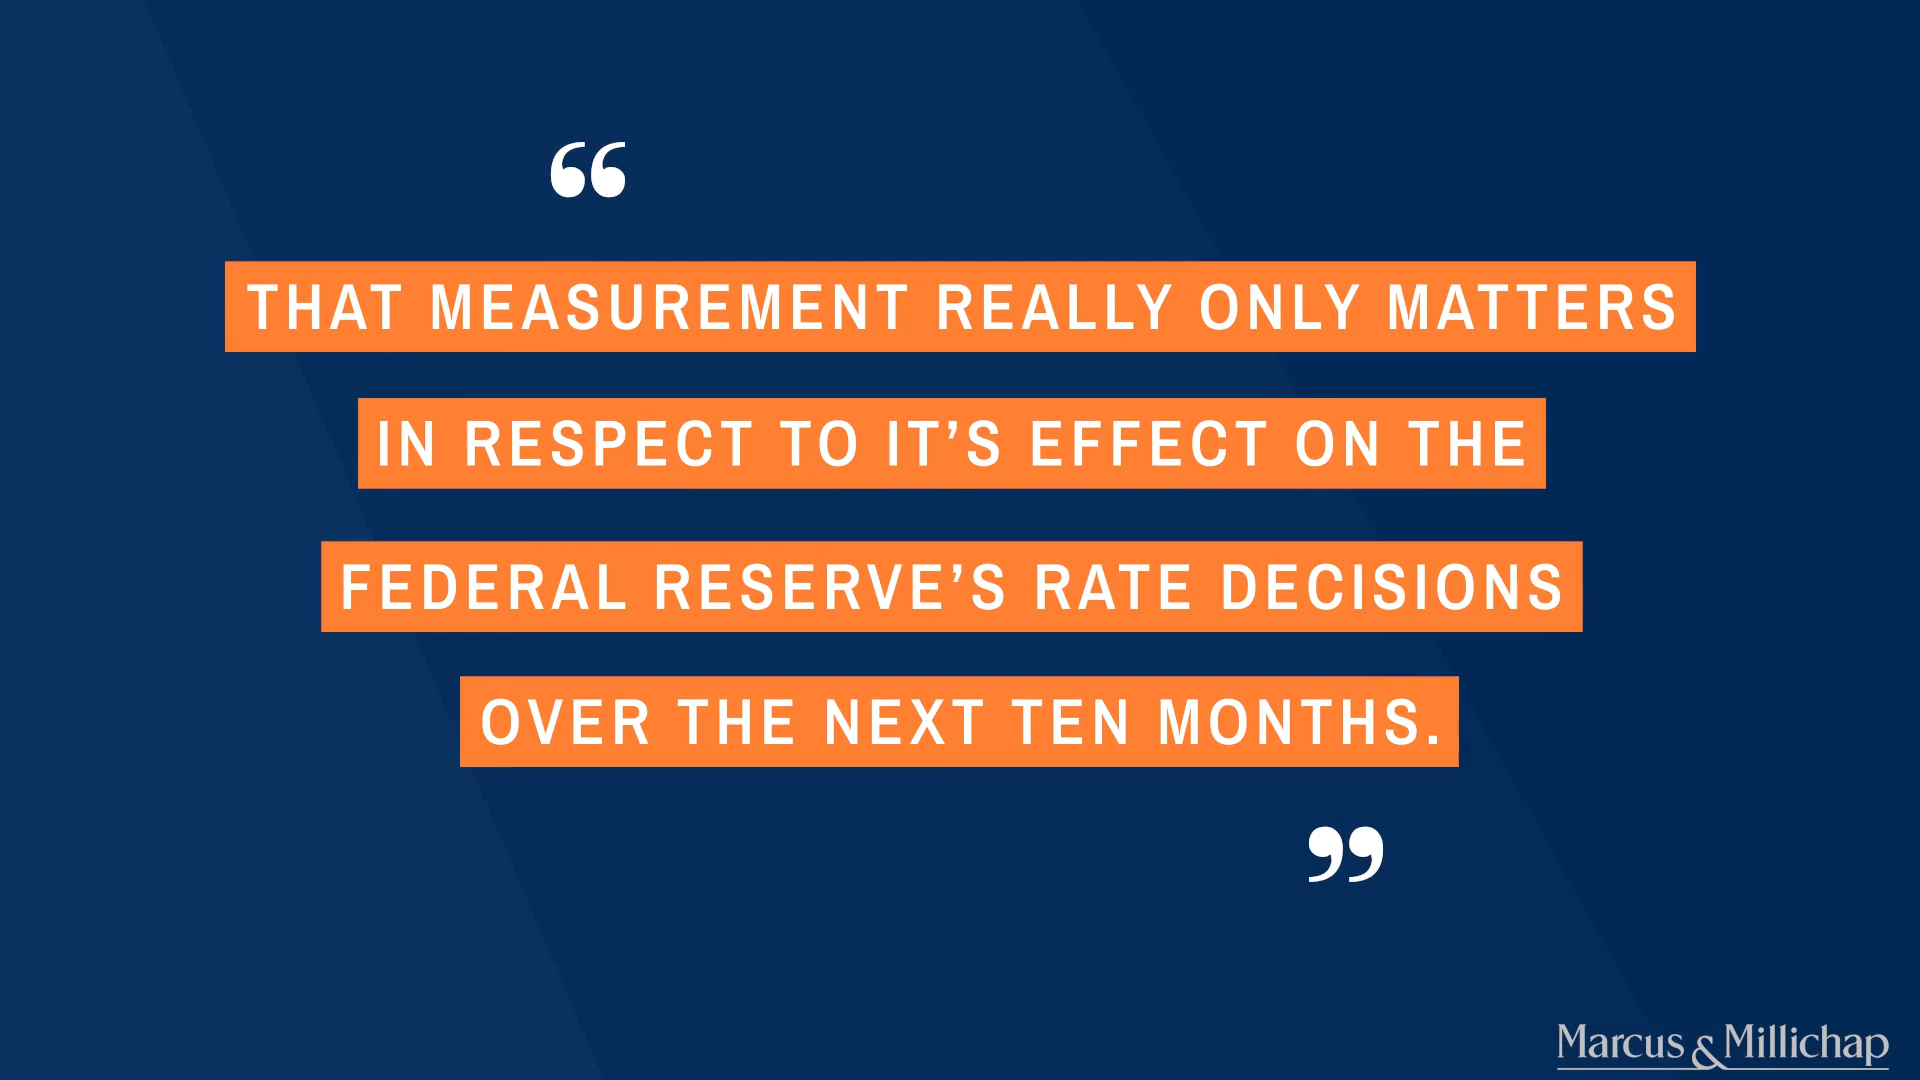 “
THAT MEASUREMENT REALLY ONLY MATTERS
IN RESPECT TO IT’S EFFECT ON THE
FEDERAL RESERVE’S RATE DECISIONS
OVER THE NEXT TEN MONTHS.
”
Marcus & Millichap